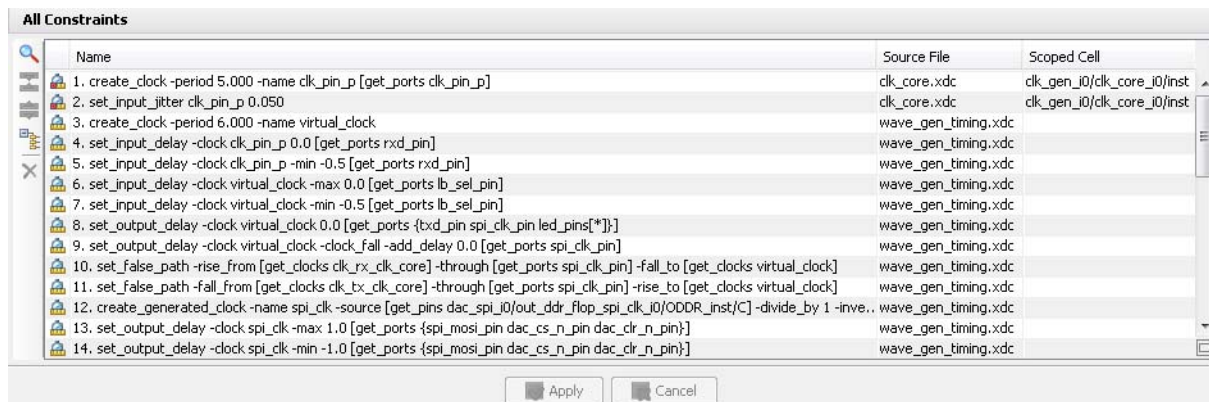 All Constraints
Name Source File Scoped Cell
1. create_clock -period 5.000 -name clk_pin_p [get_ports clk_pin_p] clk_core.xdc clk_gen_i0/clk_core_i0/inst
2. set_input_jitter clk_pin_p 0.050 clk_core.xdc clk_gen_i0/clk_core_i0/inst
3. create_clock -period 6.000 -name virtual_clock wave_gen_timing.xdc
4. set_input_delay -clock clk_pin_p 0.0 [get_ports rxd_pin] wave_gen_timing.xdc
5. set_input_delay -clock clk_pin_p -min -0.5 [get_ports rxd_pin] wave_gen_timing.xdc
6. set_input_delay -clock virtual_clock -max 0.0 [get_ports lb_sel_pin] wave_gen_timing.xdc
7. set_input_delay -clock virtual_clock -min -0.5 [get_ports lb_sel_pin] wave_gen_timing.xdc
8. set_output_delay -clock virtual_clock 0.0 [get_ports {txd_pin spi_clk_pin led_pins[*]}] wave_gen_timing.xdc
9. set_output_delay -clock virtual_clock -clock_fall -add_delay 0.0 [get_ports spi_clk_pin] wave_gen_timing.xdc
10. set_false_path -rise_from [get_clocks clk_rx_clk_core] -through [get_ports spi_clk_pin] -fall_to [get_clocks virtual_clock] wave_gen_timing.xdc
11. set_false_path -fall_from [get_clocks clk_tx_clk_core] -through [get_ports spi_clk_pin] -rise_to [get_clocks virtual_clock] wave_gen_timing.xdc
12. create_generated_clock -name spi_clk -source [get_pins dac_spi_i0/out_ddr_flop_spi_clk_i0/ODDR_inst/C] -divide_by 1 -inve.. wave_gen_timing.xdc
13. set_output_delay -clock spi_clk -max 1.0 [get_ports {spi_mosi_pin dac_cs_n_pin dac_clr_n_pin}] wave_gen_timing.xdc
14. set_output_delay -clock spi_clk -min -1.0 [get_ports {spi_mosi_pin dac_cs_n_pin dac_clr_n_pin}] wave_gen_timing.xdc
Apply Cancel